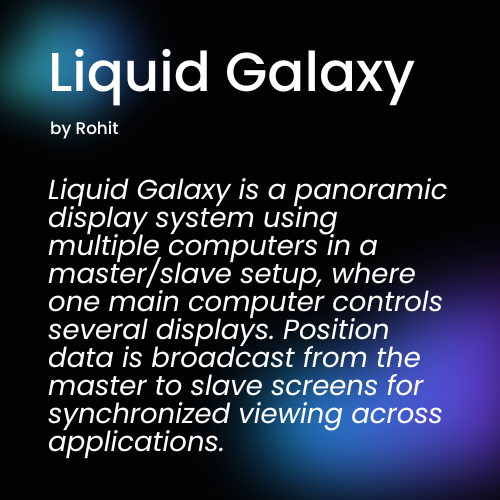 Liquid Galaxy
by Rohit
Liquid Galaxy is a panoramic
display system using
multiple computers in a
master/slave setup, where
one main computer controls
several displays. Position
data is broadcast from the
master to slave screens for
synchronized viewing across
applications.